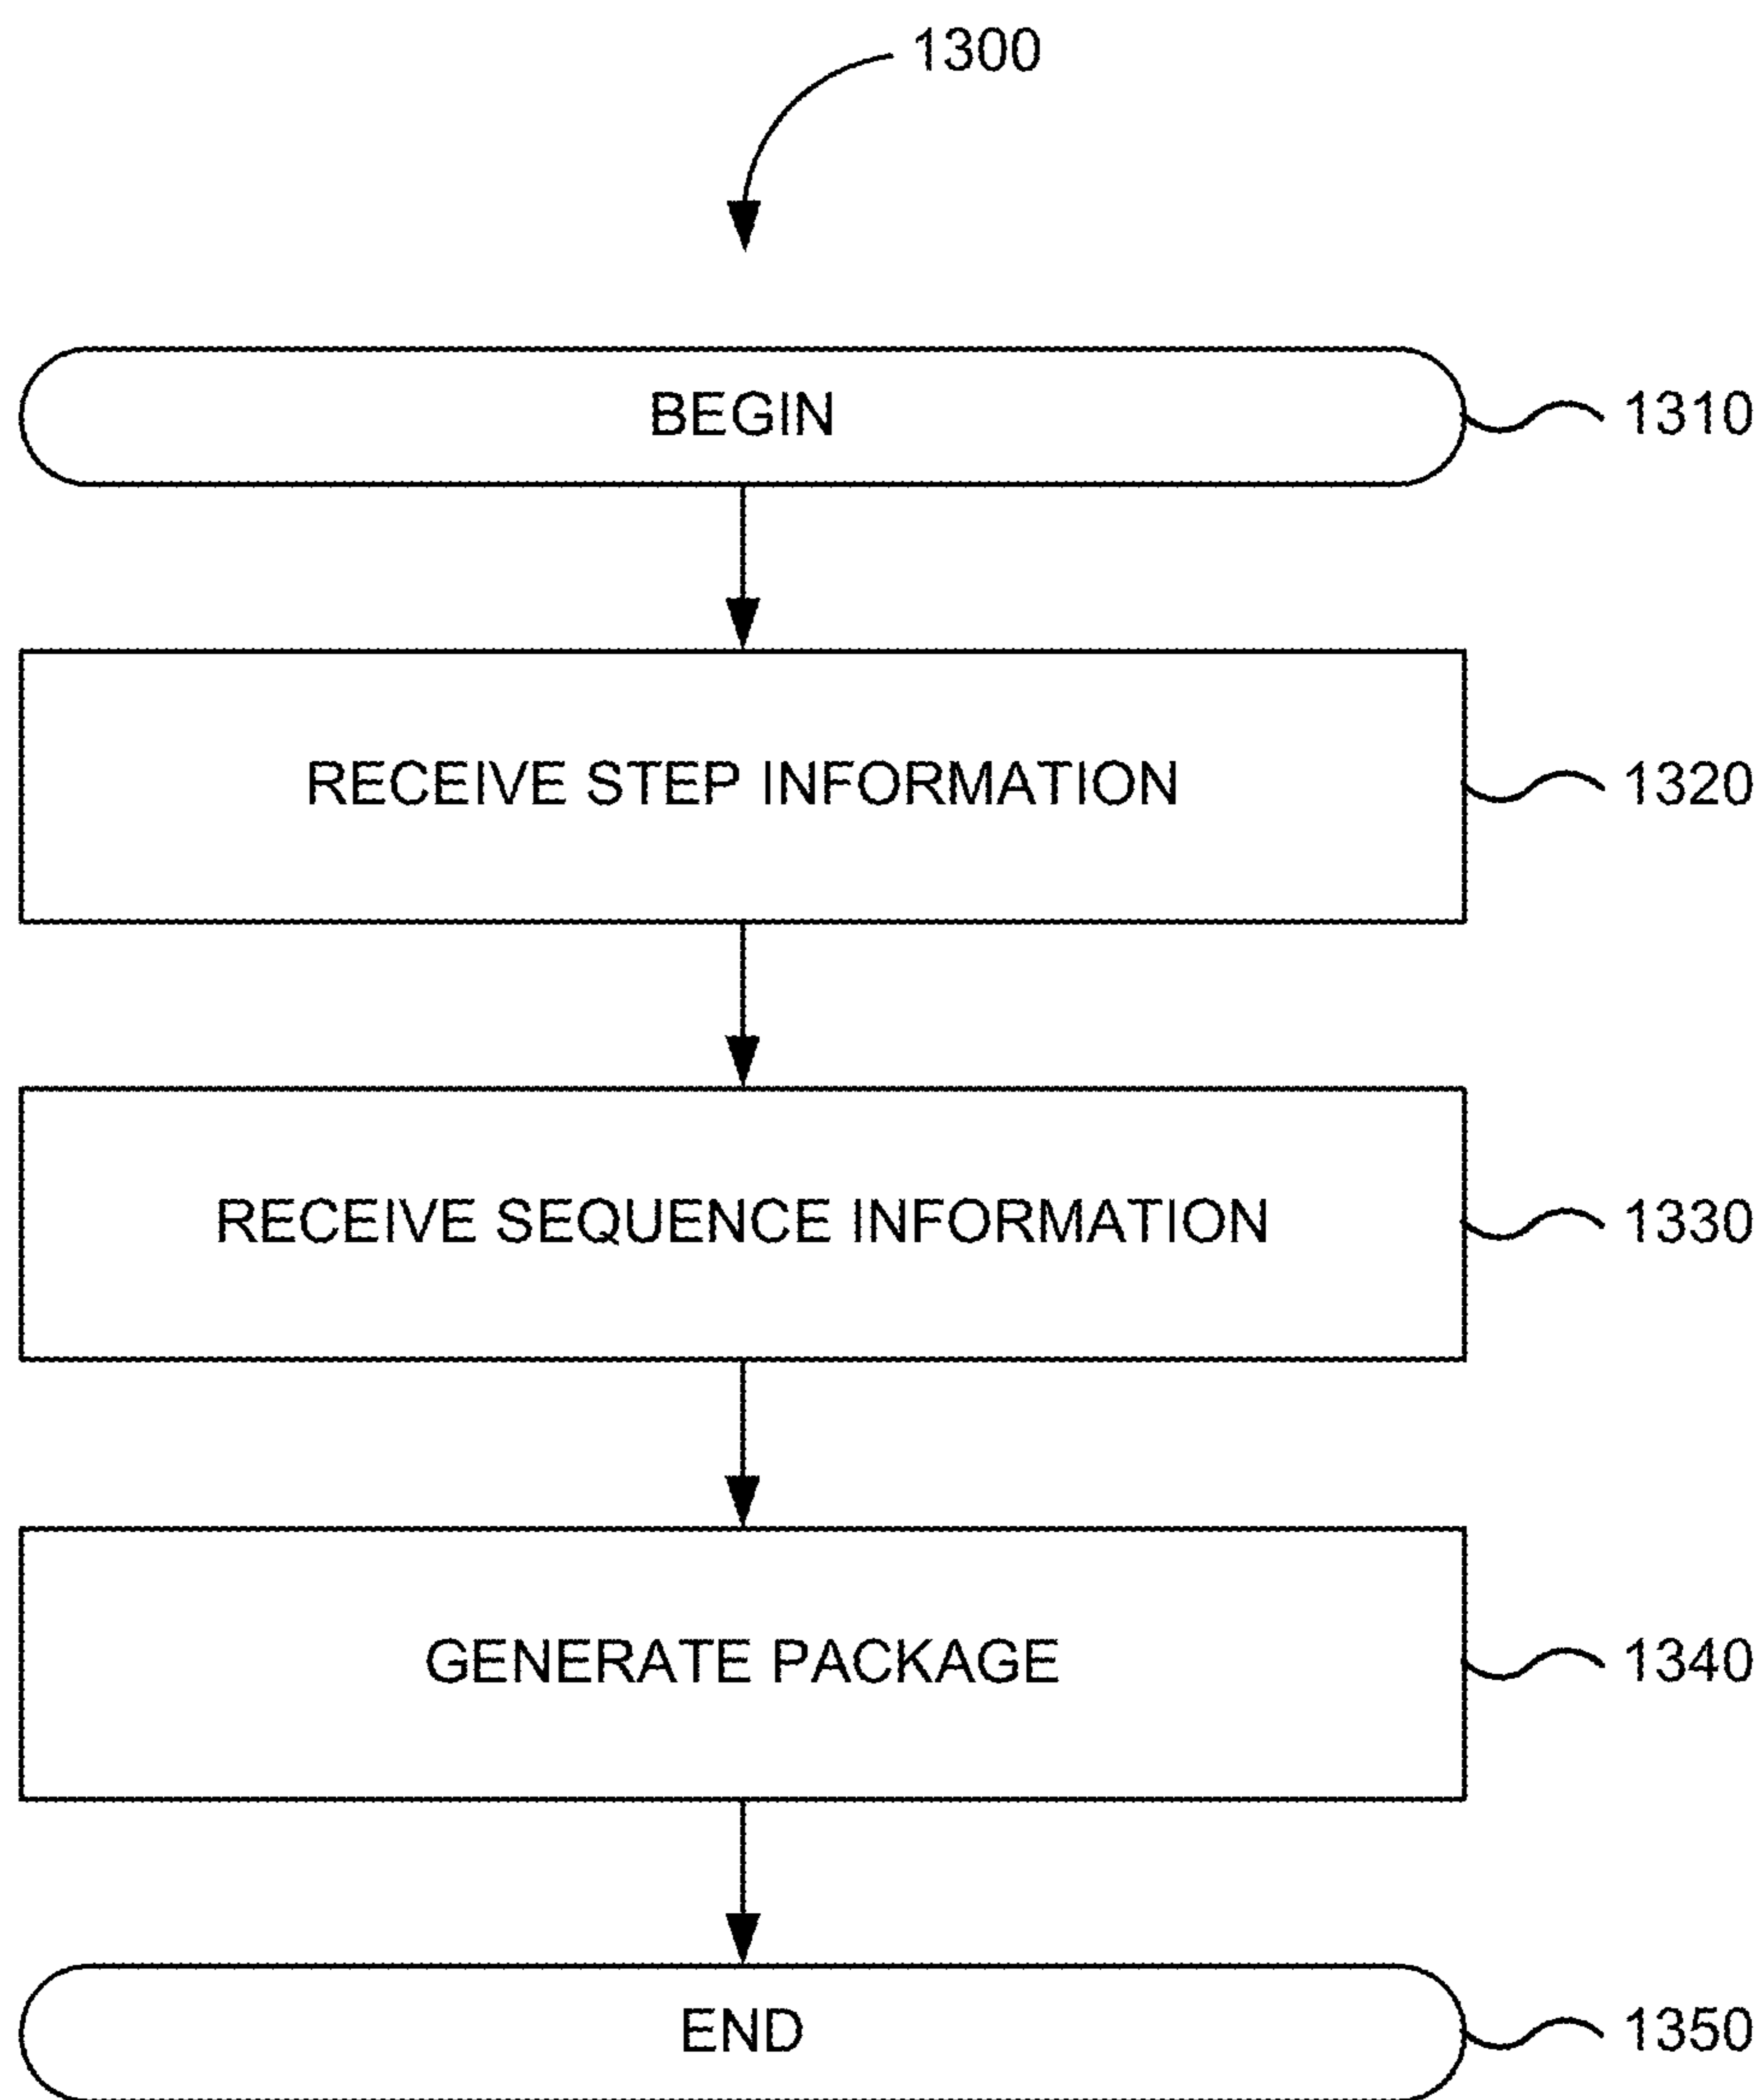 1300
BEGIN
1310
RECEIVE STEP INFORMATION
1320
RECEIVE SEQUENCE INFORMATION
1330
GENERATE PACKAGE
1340
END
1350